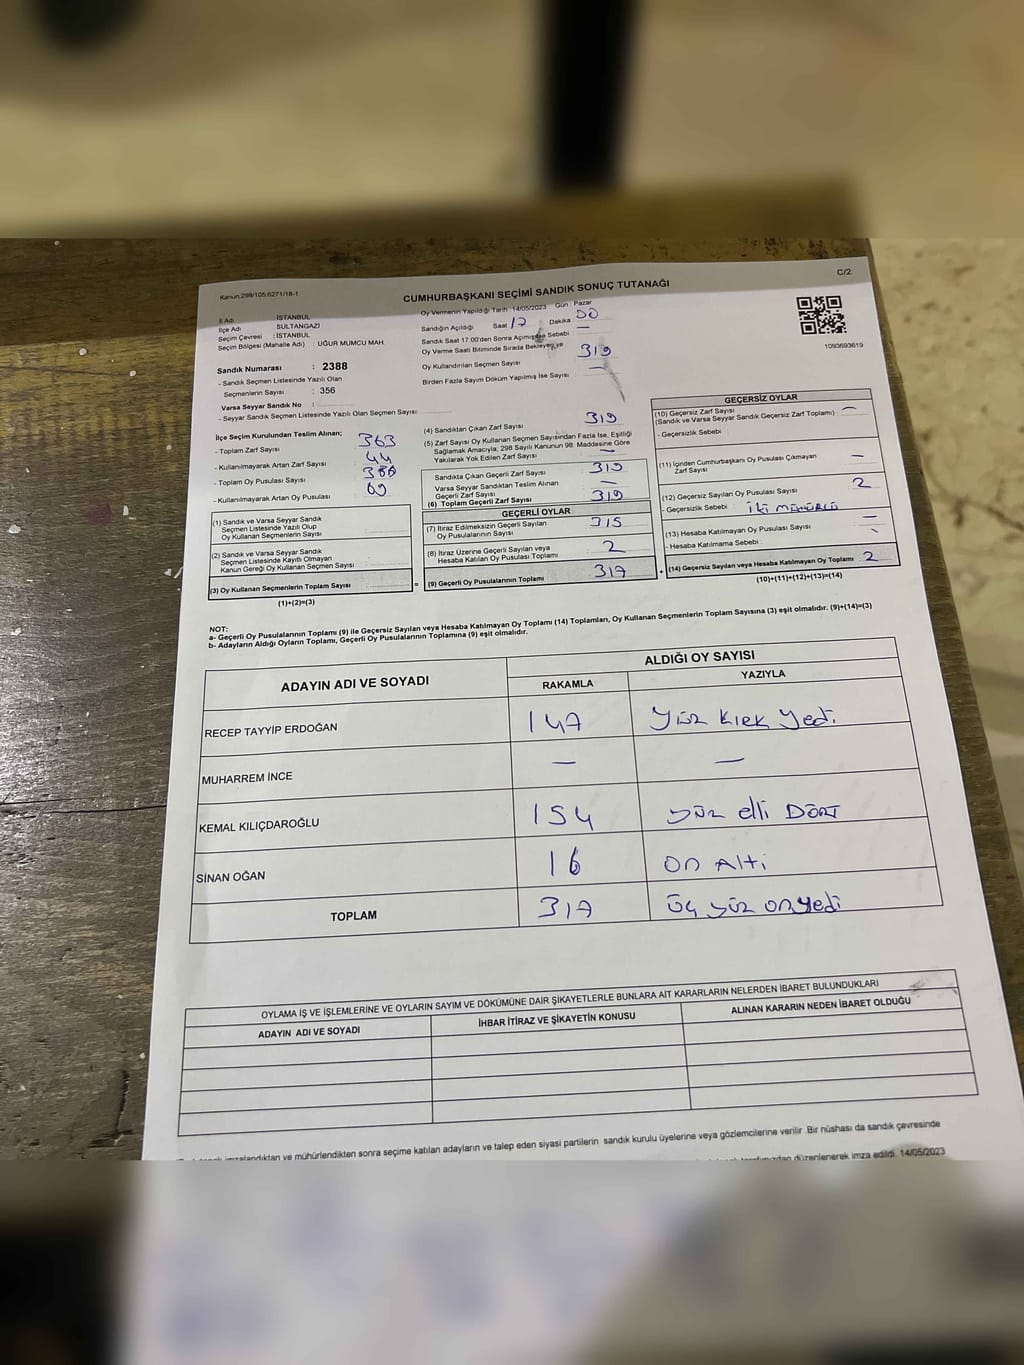 Kanun;298/105;6271/18-1
C/2
CUMHURBAŞKANI SEÇİMİ SANDIK SONUÇ TUTANAĞI
İl Adı : İSTANBUL
İlçe Adı : SULTANGAZİ
Seçim Çevresi : İSTANBUL
Seçim Bölgesi (Mahalle Adı) : UĞUR MUMCU MAH.
Sandık Numarası : 2388
- Sandık Seçmen Listesinde Yazılı Olan
Seçmenlerin Sayısı : 356
Varsa Seyyar Sandık No :
- Seyyar Sandık Seçmen Listesinde Yazılı Olan Seçmen Sayısı
Oy Vermenin Yapıldığı Tarih : 14/05/2023 Gün : Pazar
Sandığın Açıldığı Saat 17 Dakika 00
Sandık Saat 17.00'den Sonra Açılmışsa Sebebi : —
Oy Verme Saati Bitiminde Sırada Bekleyen ve
Oy Kullandırılan Seçmen Sayısı 319
Birden Fazla Sayım Döküm Yapılmış İse Sayısı —
1093693619
İlçe Seçim Kurulundan Teslim Alınan;
- Toplam Zarf Sayısı 363
- Kullanılmayarak Artan Zarf Sayısı 44
- Toplam Oy Pusulası Sayısı
- Kullanılmayarak Artan Oy Pusulası 69
(1) Sandık ve Varsa Seyyar Sandık
Seçmen Listesinde Yazılı Olup
Oy Kullanan Seçmenlerin Sayısı
(2) Sandık ve Varsa Seyyar Sandık
Seçmen Listesinde Kayıtlı Olmayan
Kanun Gereği Oy Kullanan Seçmen Sayısı
(3) Oy Kullanan Seçmenlerin Toplam Sayısı =
(1)+(2)=(3)
(4) Sandıktan Çıkan Zarf Sayısı 319
(5) Zarf Sayısı Oy Kullanan Seçmen Sayısından Fazla İse, Eşitliği
Sağlamak Amacıyla, 298 Sayılı Kanunun 98. Maddesine Göre
Yakılarak Yok Edilen Zarf Sayısı —
Sandıkta Çıkan Geçerli Zarf Sayısı 319
Varsa Seyyar Sandıktan Teslim Alınan
Geçerli Zarf Sayısı —
(6) Toplam Geçerli Zarf Sayısı 319
GEÇERLİ OYLAR
(7) İtiraz Edilmeksizin Geçerli Sayılan
Oy Pusulalarının Sayısı 315
(8) İtiraz Üzerine Geçerli Sayılan veya
Hesaba Katılan Oy Pusulası Toplamı 2
(9) Geçerli Oy Pusulalarının Toplamı 317 +
GEÇERSİZ OYLAR
(10) Geçersiz Zarf Sayısı
(Sandık ve Varsa Seyyar Sandık Geçersiz Zarf Toplamı) : —
- Geçersizlik Sebebi
(11) İçinden Cumhurbaşkanı Oy Pusulası Çıkmayan
Zarf Sayısı —
(12) Geçersiz Sayılan Oy Pusulası Sayısı 2
- Geçersizlik Sebebi : iki mühürlü
(13) Hesaba Katılmayan Oy Pusulası Sayısı —
- Hesaba Katılmama Sebebi :
(14) Geçersiz Sayılan veya Hesaba Katılmayan Oy Toplamı 2
(10)+(11)+(12)+(13)=(14)
NOT:
a- Geçerli Oy Pusulalarının Toplamı (9) ile Geçersiz Sayılan veya Hesaba Katılmayan Oy Toplamı (14) Toplamları, Oy Kullanan Seçmenlerin Toplam Sayısına (3) eşit olmalıdır. (9)+(14)=(3)
b- Adayların Aldığı Oyların Toplamı, Geçerli Oy Pusulalarının Toplamına (9) eşit olmalıdır.
ADAYIN ADI VE SOYADI
ALDIĞI OY SAYISI
RAKAMLA YAZIYLA
RECEP TAYYİP ERDOĞAN 147 Yüz kırk yedi
MUHARREM İNCE — —
KEMAL KILIÇDAROĞLU 154 yüz elli DÖRT
SİNAN OĞAN 16 on Altı
TOPLAM 317 üç yüz onyedi
OYLAMA İŞ VE İŞLEMLERİNE VE OYLARIN SAYIM VE DÖKÜMÜNE DAİR ŞİKAYETLERLE BUNLARA AİT KARARLARIN NELERDEN İBARET BULUNDUKLARI
ADAYIN ADI VE SOYADI İHBAR İTİRAZ VE ŞİKAYETİN KONUSU ALINAN KARARIN NEDEN İBARET OLDUĞU
imzalandıktan ve mühürlendikten sonra seçime katılan adayların ve talep eden siyasi partilerin sandık kurulu üyelerine veya gözlemcilerine verilir. Bir nüshası da sandık çevresinde
düzenlenerek imza edildi. 14/05/2023